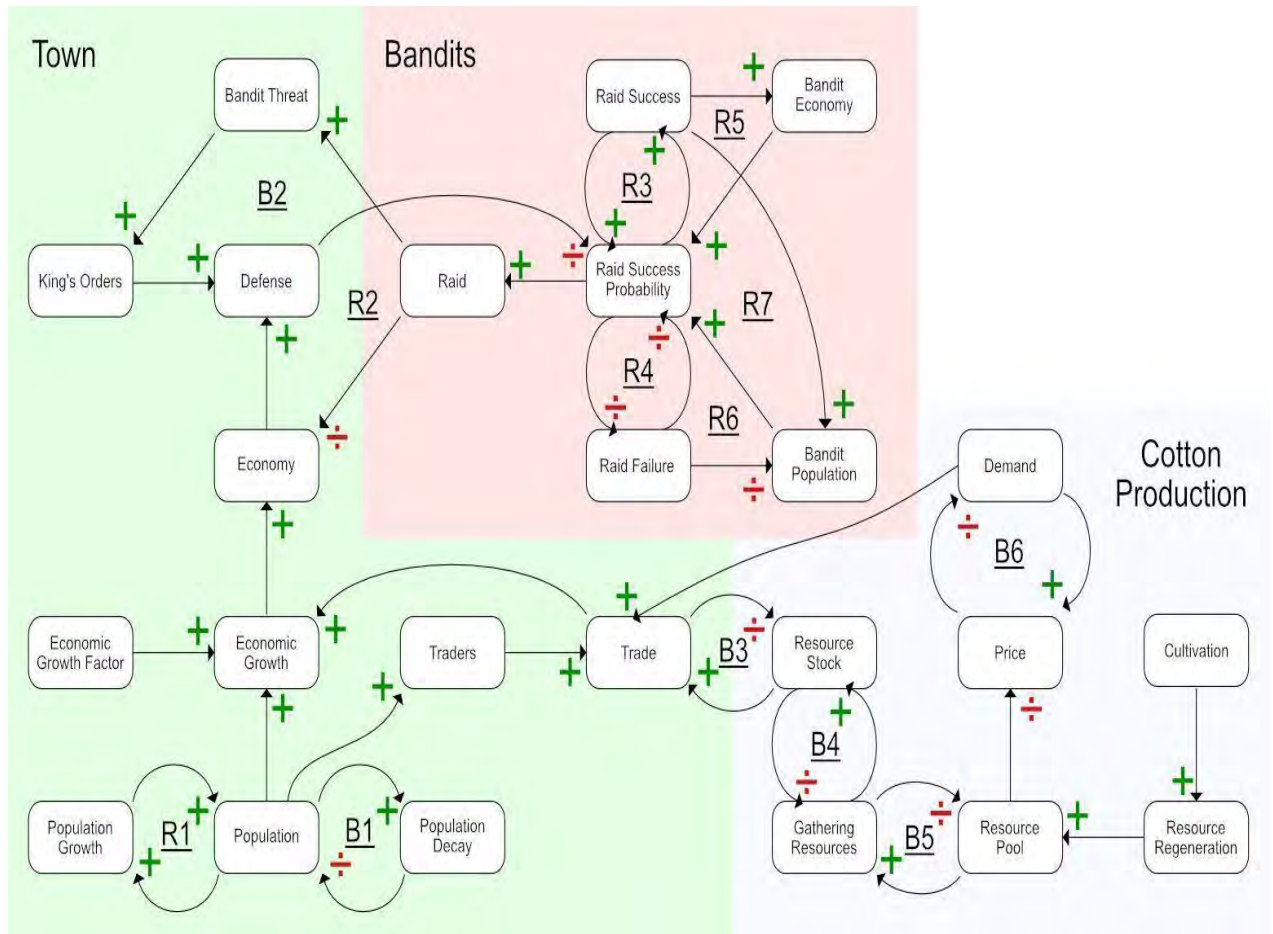 Town
Bandits
Bandit Threat
Raid Success
Bandit
Economy
R5
R3
B2
King's Orders
Defense
Raid
Raid Success
Probability
R2
R7
R4
R6
Economy
Raid Failure
Bandit
Population
Demand
Cotton
Production
B6
Economic
Growth Factor
Economic
Growth
Traders
Trade
B3
Resource
Stock
Price
Cultivation
B4
Population
Growth
R1
Population
B1
Population
Decay
Gathering
Resources
B5
Resource
Pool
Resource
Regeneration